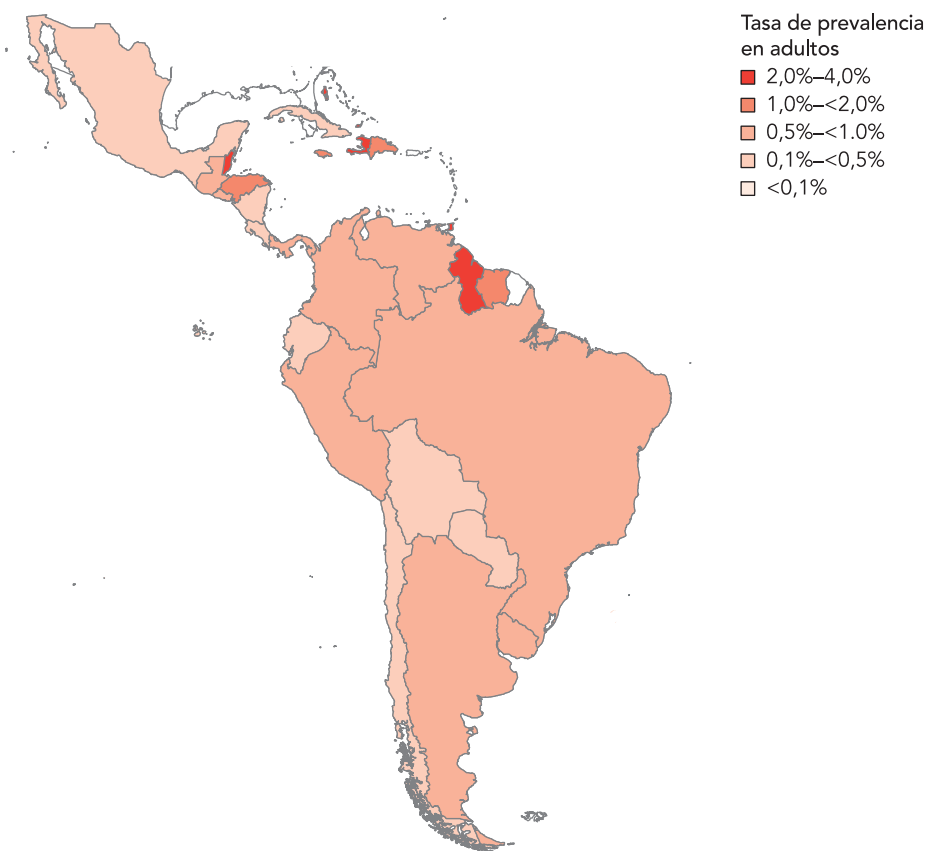 Tasa de prevalencia
en adultos
2,0%–4,0%
1,0%–<2,0%
0,5%–<1.0%
0,1%–<0,5%
<0,1%